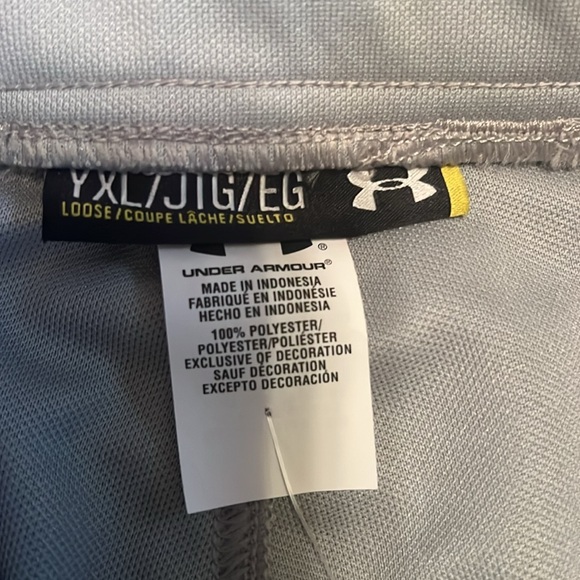 YXL/JTG/EG
LOOSE/COUPE LÂCHE/SUELTO
®
UNDER ARMOUR®
MADE IN INDONESIA
FABRIQUÉ EN INDONÉSIE
HECHO EN INDONESIA
100% POLYESTER/
POLYESTER/POLIÉSTER
EXCLUSIVE OF DECORATION
SAUF DÉCORATION
EXCEPTO DECORACIÓN